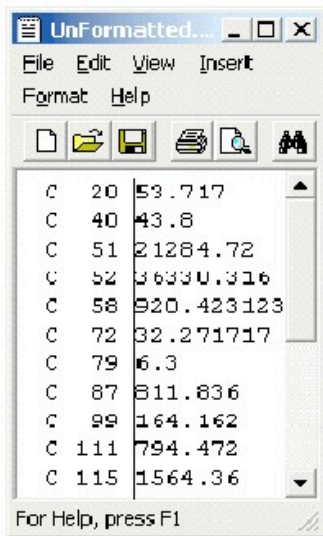 UnFormatted....
File Edit View Insert
Format Help
C 20 53.717
C 40 43.8
C 51 21284.72
C 52 36330.316
C 58 920.423123
C 72 32.271717
C 79 6.3
C 87 811.836
C 99 164.162
C 111 794.472
C 115 1564.36
For Help, press F1